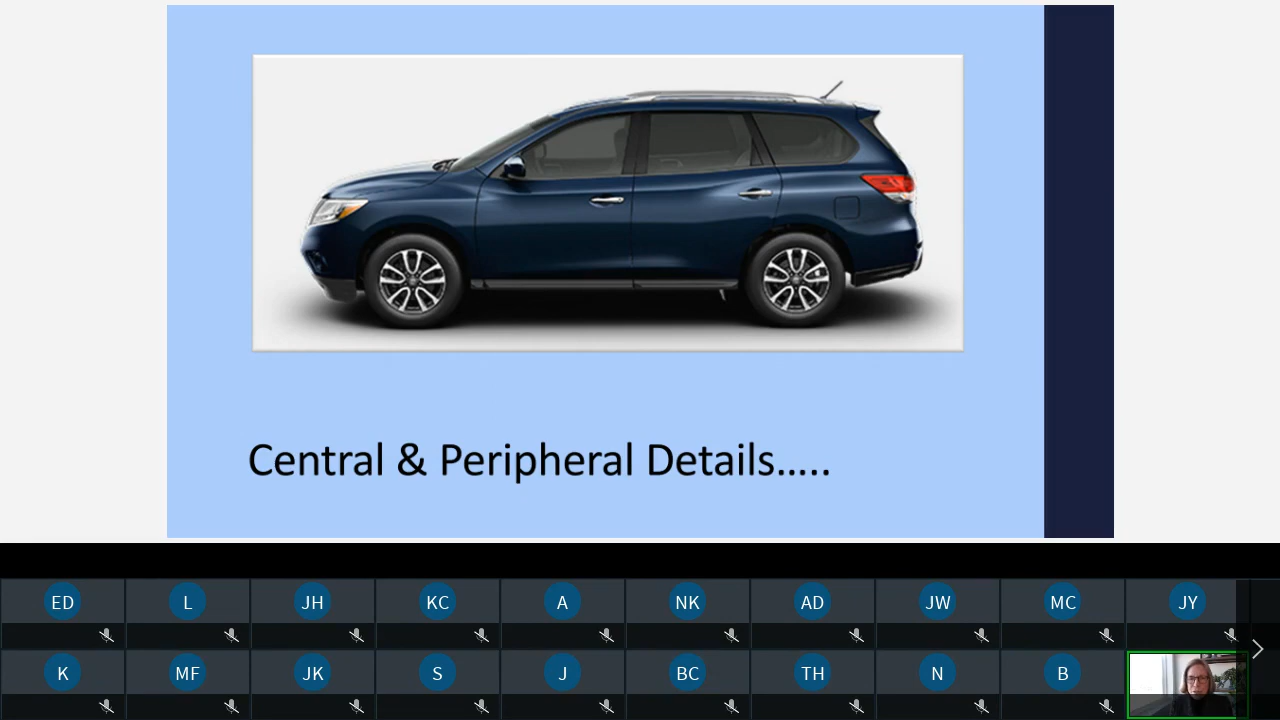 Central & Peripheral Details.....
ED L JH KC A NK AD JW MC JY
K MF JK S J BC TH N B